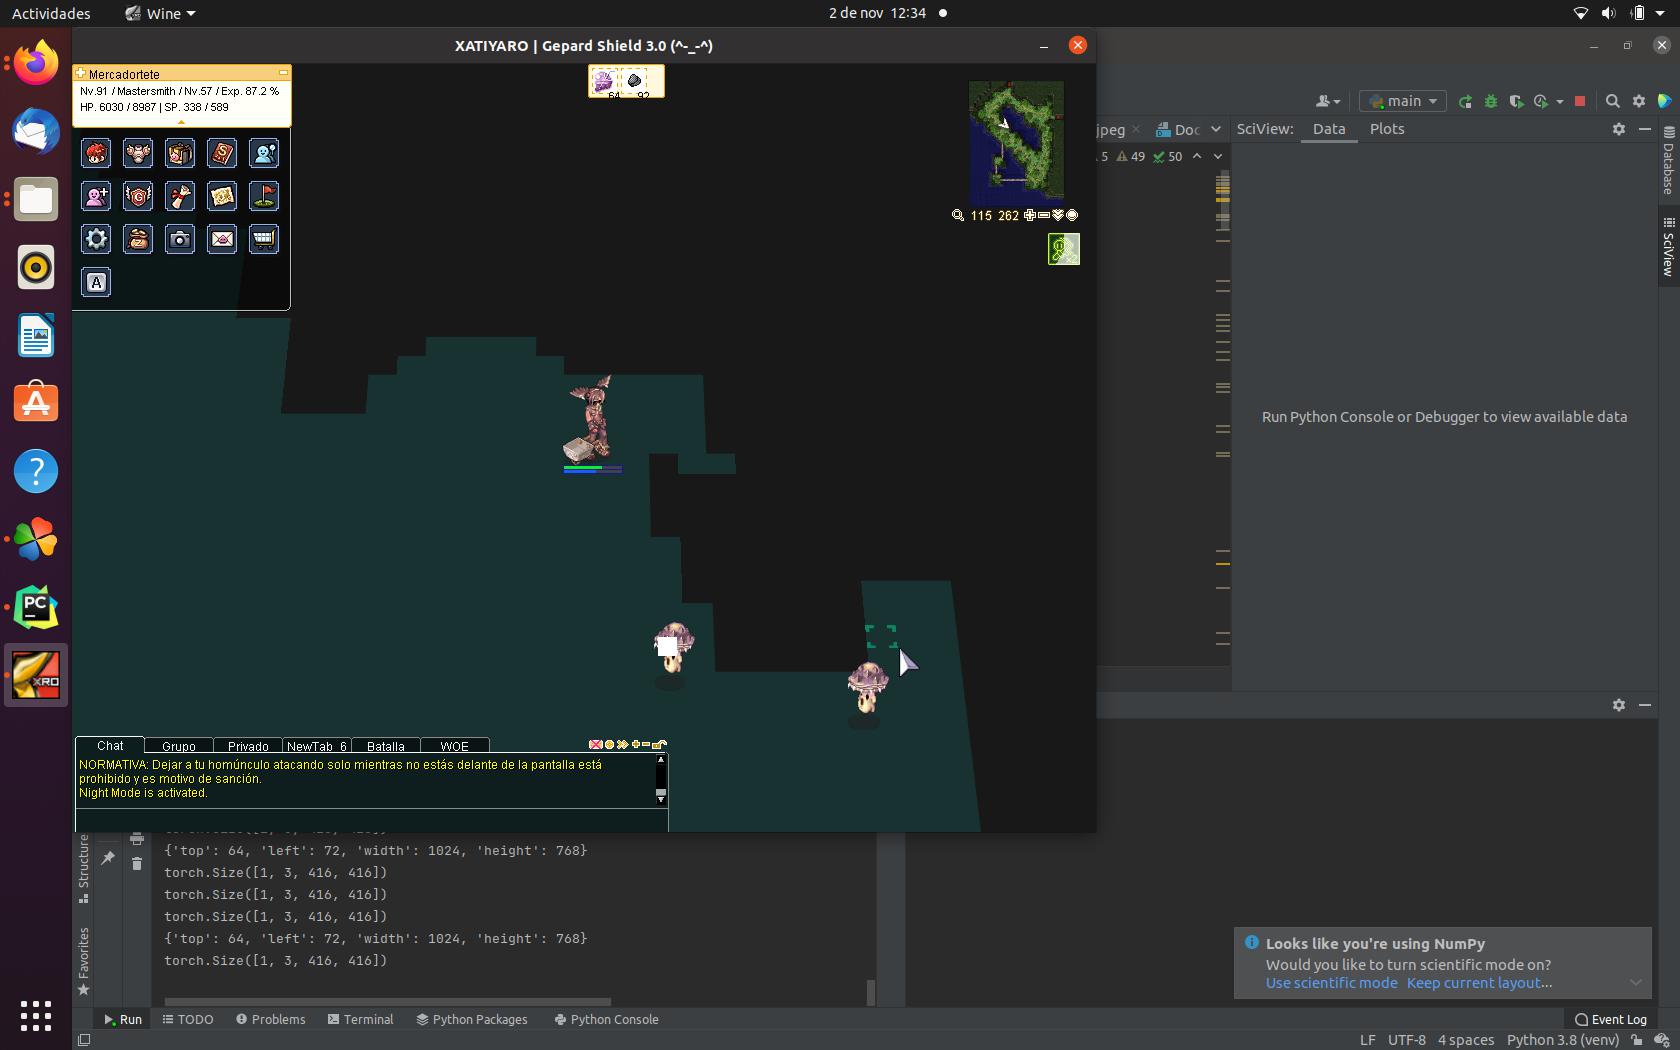 Actividades
Wine
2 de nov 12:34
XATIYARO | Gepard Shield 3.0 (^-_-^)
Mercadortete
Nv.91 / Mastersmith / Nv.57 / Exp. 87.2 %
HP. 6030 / 8987 | SP. 338 / 589
64
92
115 262
A
main
jpeg
Doc
SciView:
Data
Plots
5
49
50
Database
SciView
Run Python Console or Debugger to view available data
XRO
PC
Chat
Grupo
Privado
NewTab_6
Batalla
WOE
NORMATIVA: Dejar a tu homúnculo atacando solo mientras no estás delante de la pantalla está
prohibido y es motivo de sanción.
Night Mode is activated.
{'top': 64, 'left': 72, 'width': 1024, 'height': 768}
torch.Size([1, 3, 416, 416])
torch.Size([1, 3, 416, 416])
torch.Size([1, 3, 416, 416])
{'top': 64, 'left': 72, 'width': 1024, 'height': 768}
torch.Size([1, 3, 416, 416])
Structure
Favorites
Looks like you're using NumPy
Would you like to turn scientific mode on?
Use scientific mode Keep current layout...
Run
TODO
Problems
Terminal
Python Packages
Python Console
Event Log
LF UTF-8 4 spaces Python 3.8 (venv)